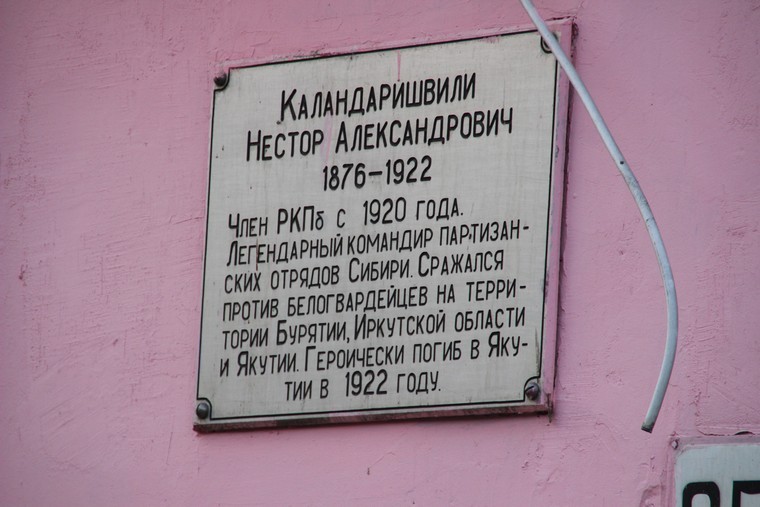 Каландаришвили
Нестор Александрович
1876–1922
Член РКПб с 1920 года.
Легендарный командир партизан-
ских отрядов Сибири. Сражался
против белогвардейцев на терри-
тории Бурятии, Иркутской области
и Якутии. Героически погиб в Яку-
тии в 1922 году.